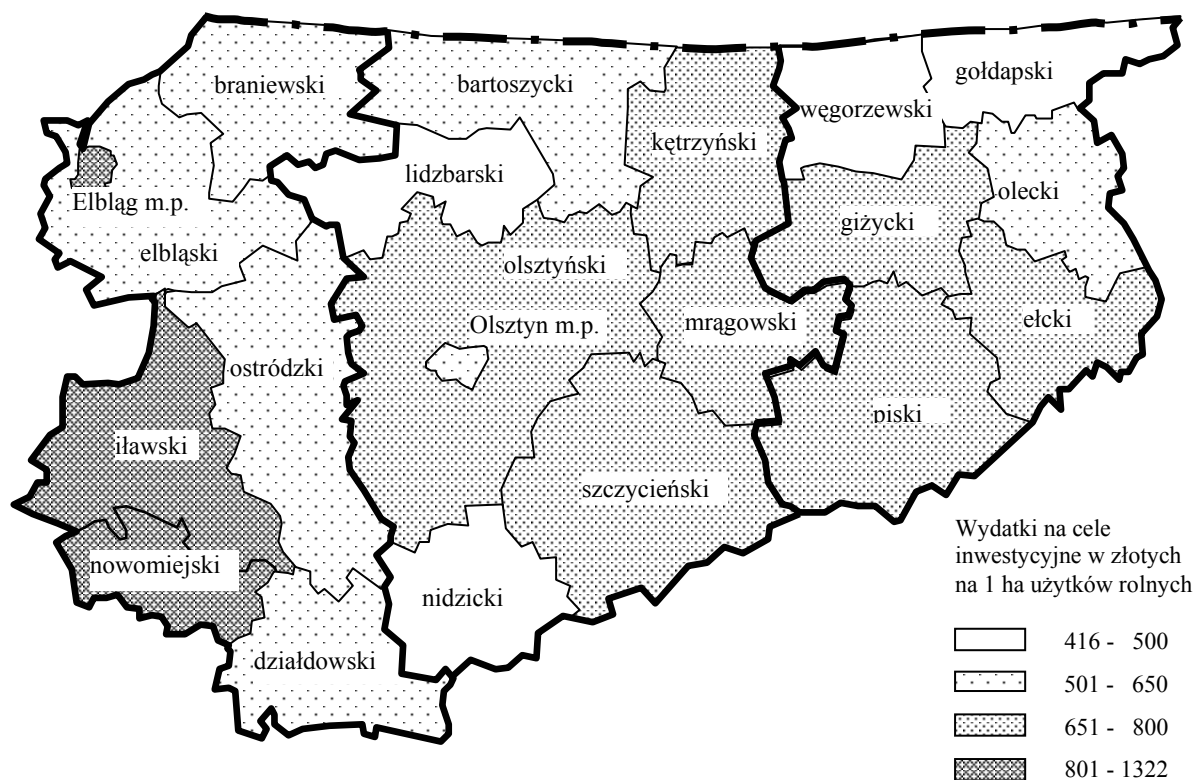 gołdapski
braniewski
bartoszycki
węgorzewski
kętrzyński
lidzbarski
olecki
Elbląg m.p.
giżycki
elbląski
olsztyński
Olsztyn m.p.
mrągowski
ełcki
ostródzki
piski
iławski
szczycieński
nowomiejski
nidzicki
działdowski
Wydatki na cele
inwestycyjne w złotych
na 1 ha użytków rolnych
416 - 500
501 - 650
651 - 800
801 - 1322